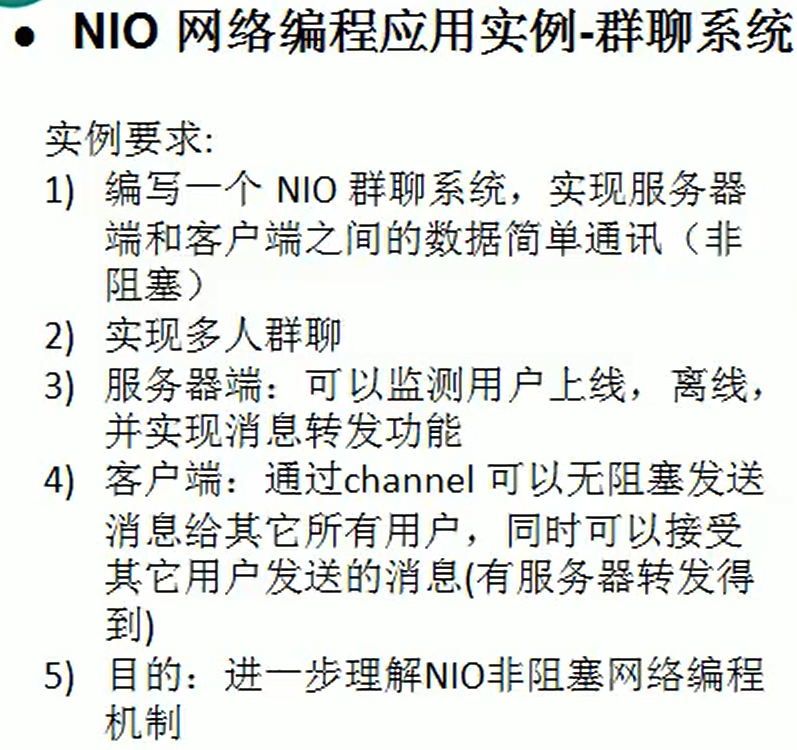 ● NIO 网络编程应用实例-群聊系统
实例要求:
1) 编写一个 NIO 群聊系统，实现服务器
端和客户端之间的数据简单通讯（非
阻塞）
2) 实现多人群聊
3) 服务器端：可以监测用户上线，离线，
并实现消息转发功能
4) 客户端：通过channel 可以无阻塞发送
消息给其它所有用户，同时可以接受
其它用户发送的消息(有服务器转发得
到)
5) 目的：进一步理解NIO非阻塞网络编程
机制